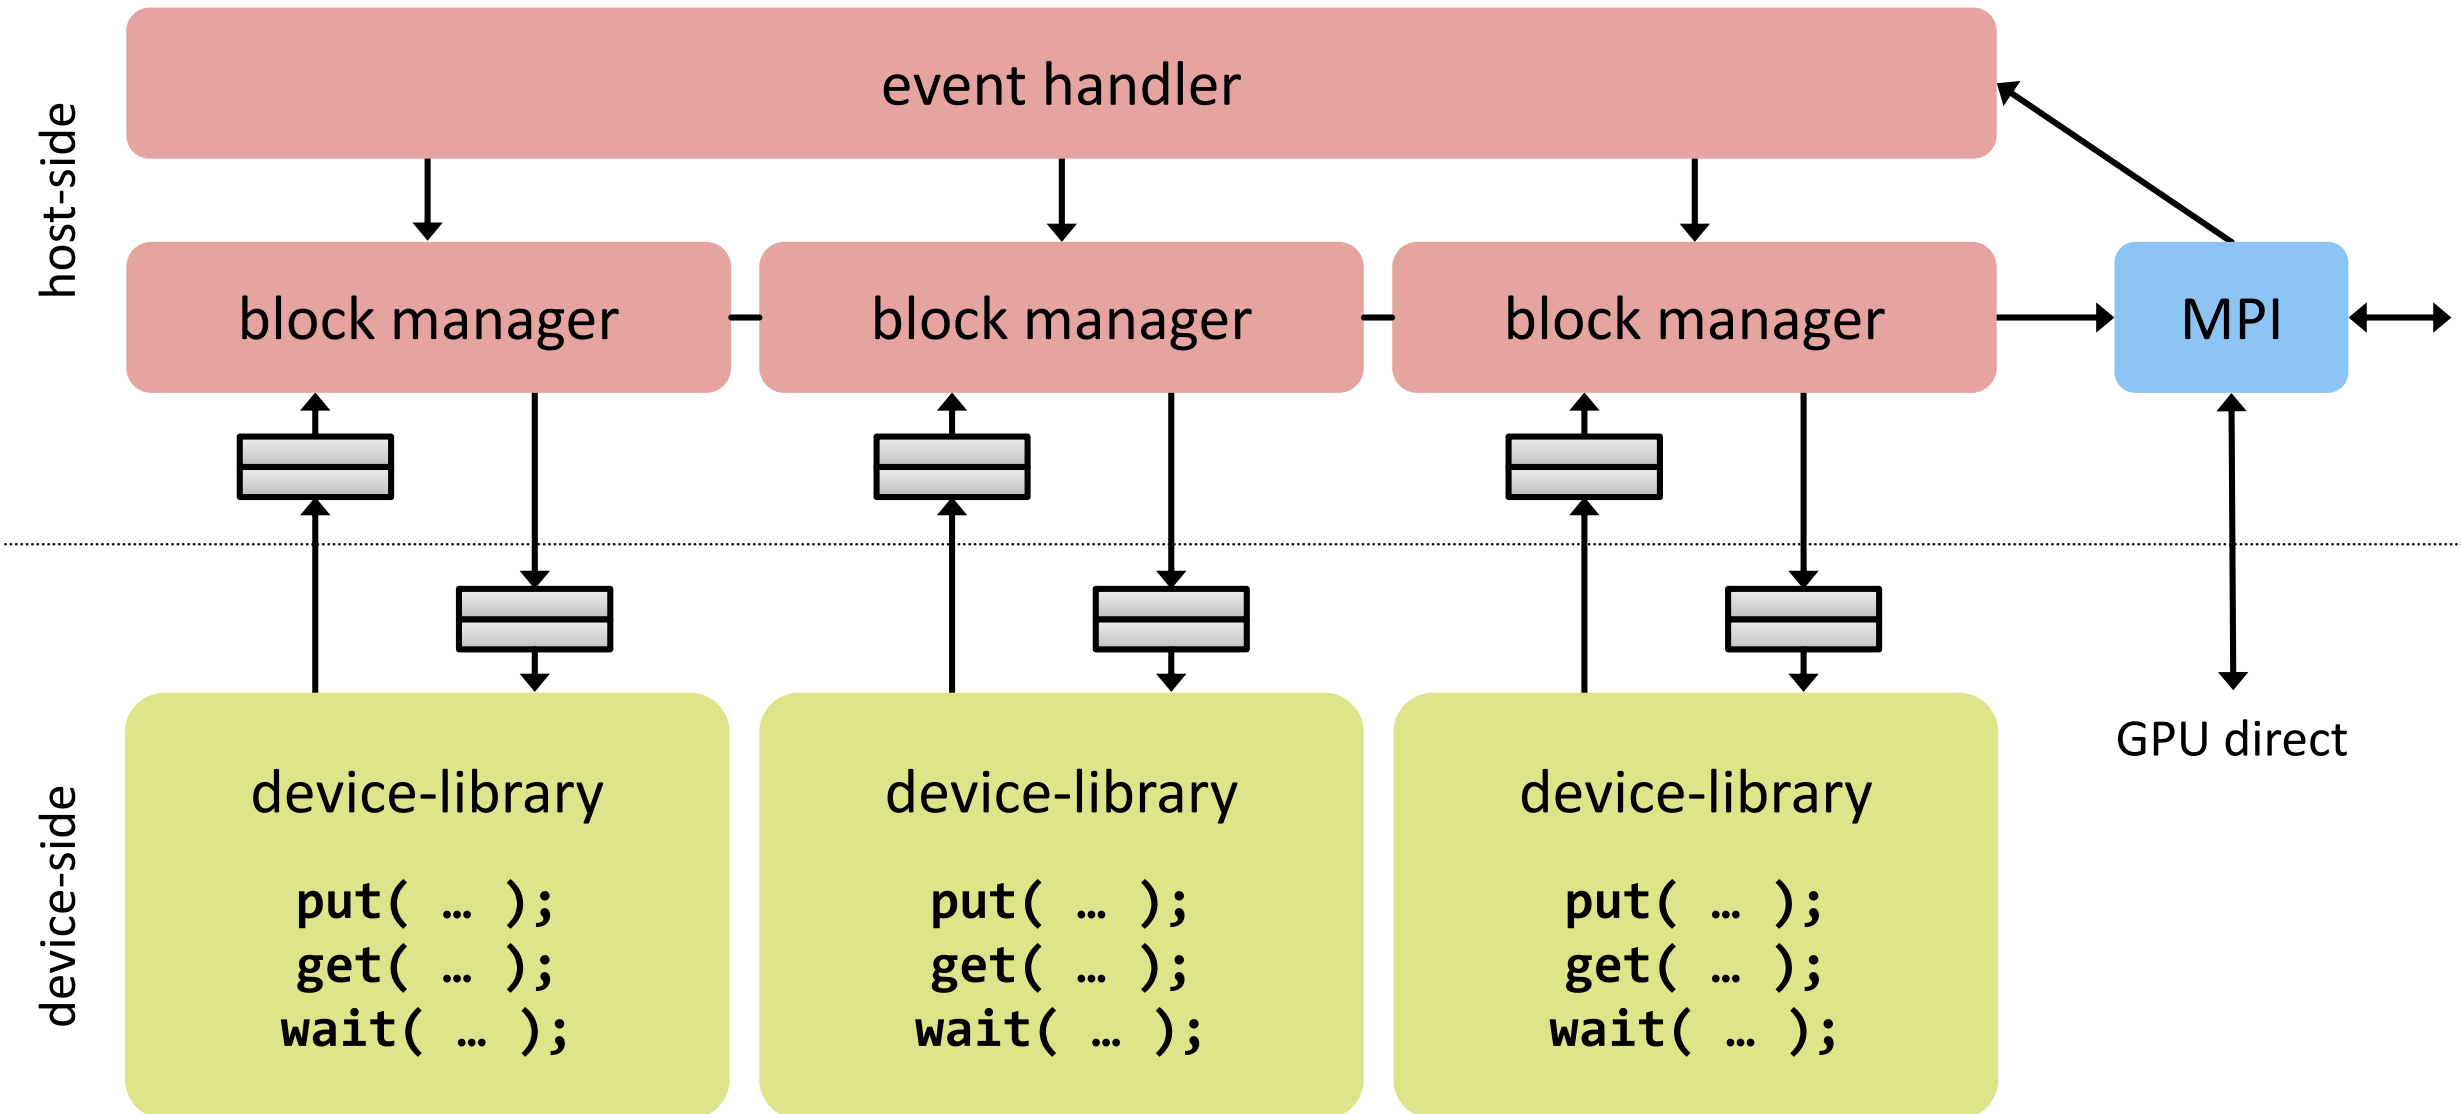 host-side
event handler
block manager
block manager
block manager
MPI
GPU direct
device-side
device-library
put( … );
get( … );
wait( … );
device-library
put( … );
get( … );
wait( … );
device-library
put( … );
get( … );
wait( … );